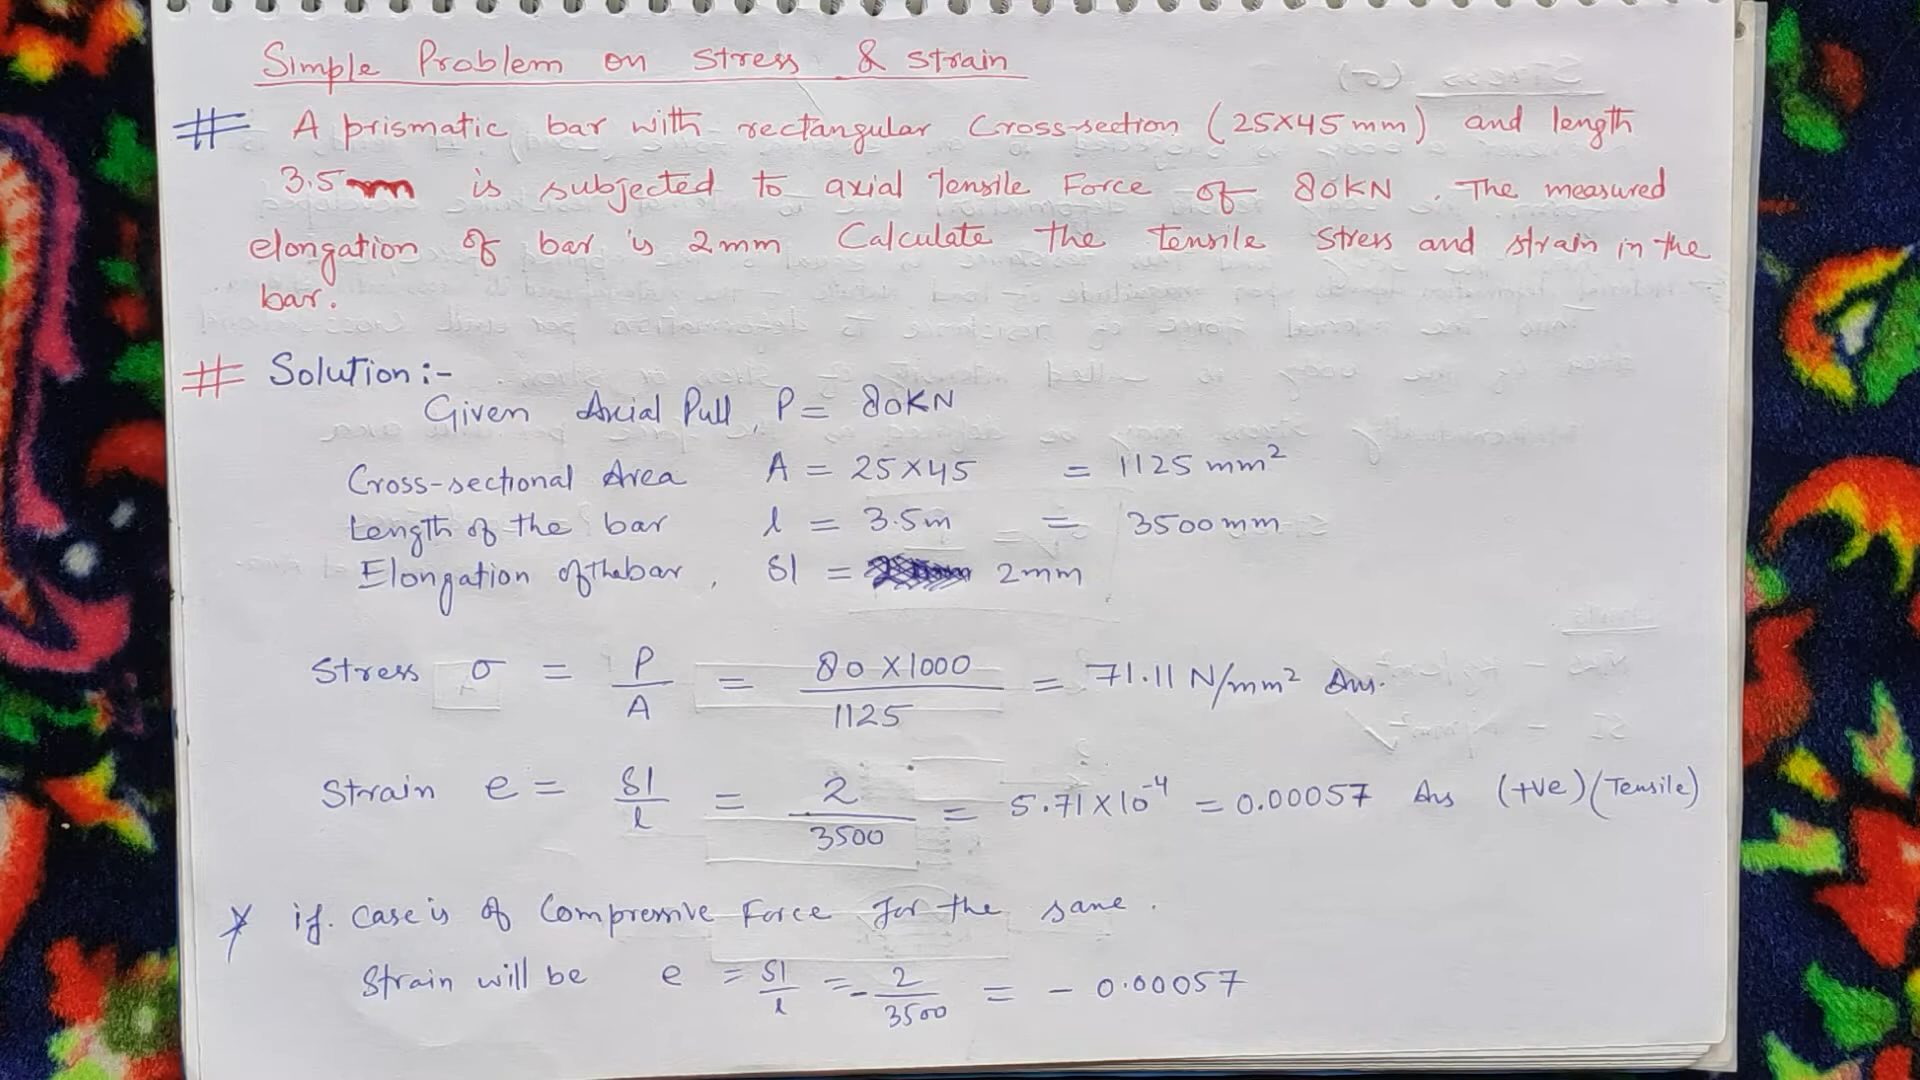 Simple Problem on Stress & strain
# A prismatic bar with rectangular Cross-section (25×45 mm) and length
3.5m is subjected to axial Tensile Force of 80KN. The measured
elongation of bar is 2mm Calculate the tensile stress and strain in the
bar.
# Solution :-
Given Axial Pull, P = 80KN
Cross-sectional Area A = 25×45 = 1125 mm²
Length of the bar l = 3.5m = 3500mm
Elongation of the bar, δl = 2mm
Stress σ = P/A = 80×1000/1125 = 71.11 N/mm² Ans.
Strain e = δl/l = 2/3500 = 5.71×10⁻⁴ = 0.00057 Ans (+ve)(Tensile)
* if. Case is of Compressive Force for the same.
Strain will be e = δl/l = -2/3500 = - 0.00057